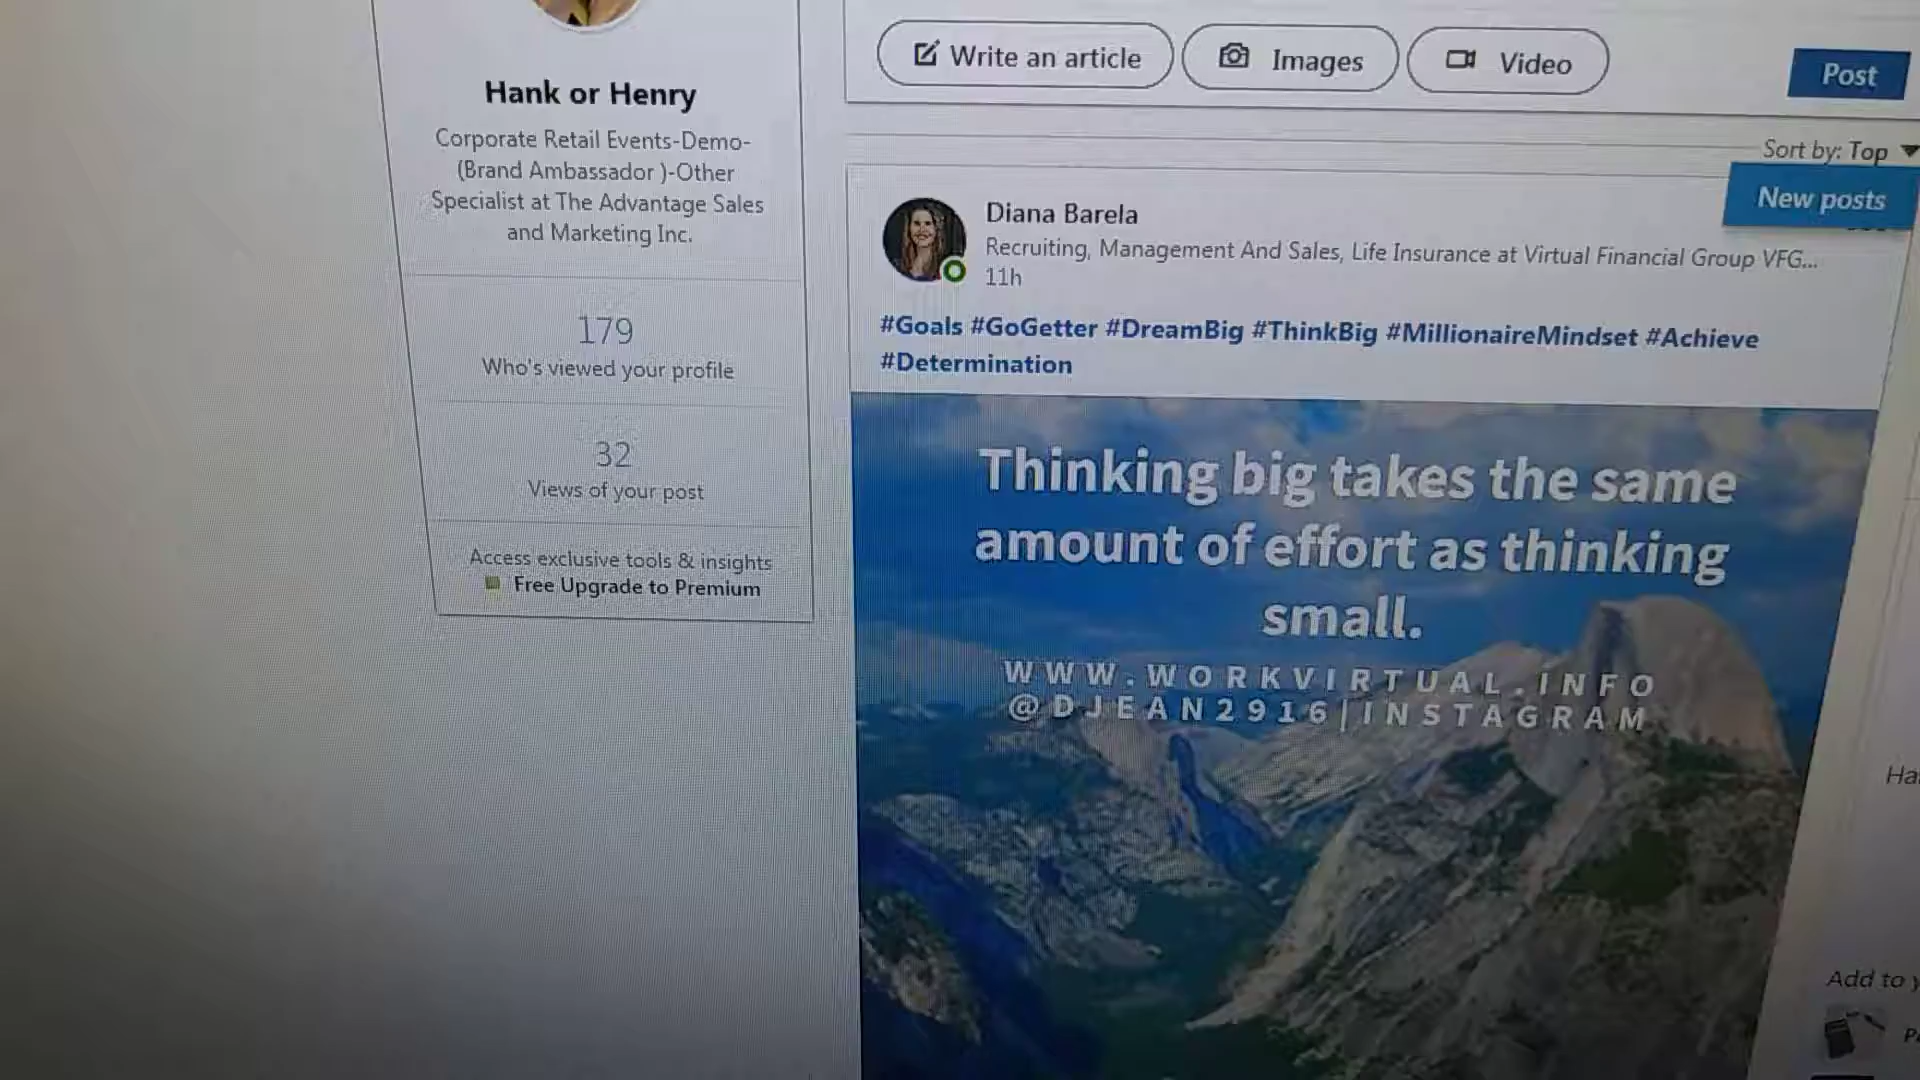 Hank or Henry
Corporate Retail Events-Demo-
(Brand Ambassador )-Other
Specialist at The Advantage Sales
and Marketing Inc.
179
Who's viewed your profile
32
Views of your post
Access exclusive tools & insights
Free Upgrade to Premium
Write an article
Images
Video
Post
Sort by: Top
New posts
Diana Barela
Recruiting, Management And Sales, Life Insurance at Virtual Financial Group VFG...
11h
#Goals #GoGetter #DreamBig #ThinkBig #MillionaireMindset #Achieve
#Determination
Thinking big takes the same
amount of effort as thinking
small.
WWW.WORKVIRTUAL.INFO
@DJEAN2916|INSTAGRAM
Add to